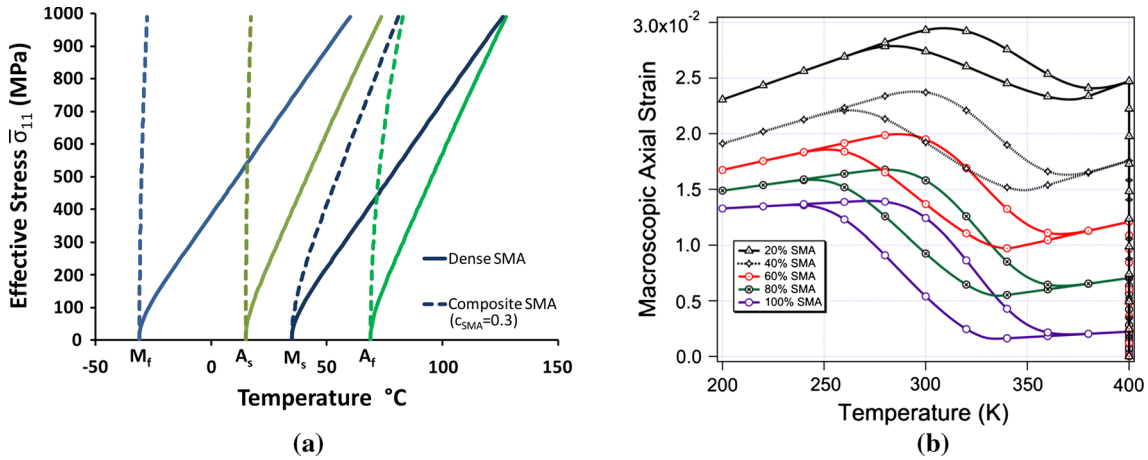 1000
900
800
700
600
500
400
300
200
100
0
Effective Stress σ̅11 (MPa)
Dense SMA
Composite SMA
(cSMA=0.3)
Mf
As
Ms
Af
-50
0
50
100
150
Temperature °C
(a)
3.0x10-2
2.5
2.0
1.5
1.0
0.5
0.0
Macroscopic Axial Strain
20% SMA
40% SMA
60% SMA
80% SMA
100% SMA
200
250
300
350
400
Temperature (K)
(b)